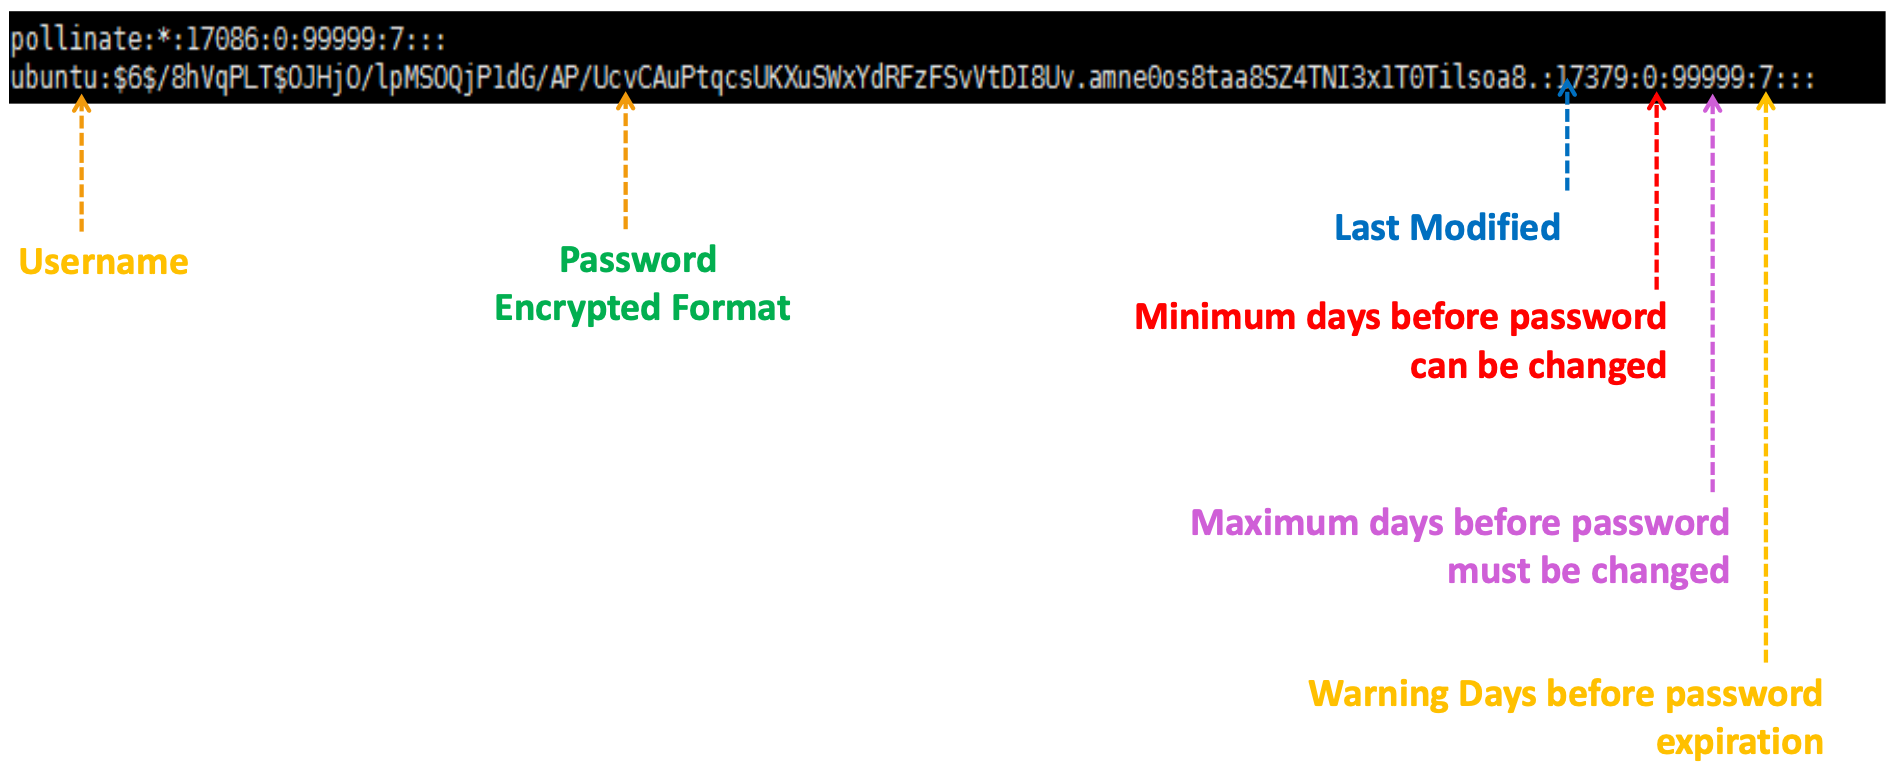 pollinate:*:17086:0:99999:7:::
ubuntu:$6$/8hVqPLT$OJHjO/lpMSOQjP1dG/AP/UcvCAuPtqcsUKXuSWxYdRFzFSvVtDI8Uv.amne0os8taa8SZ4TNI3x1T0Tilsoa8.:17379:0:99999:7:::
Username
Password
Encrypted Format
Last Modified
Minimum days before password
can be changed
Maximum days before password
must be changed
Warning Days before password
expiration